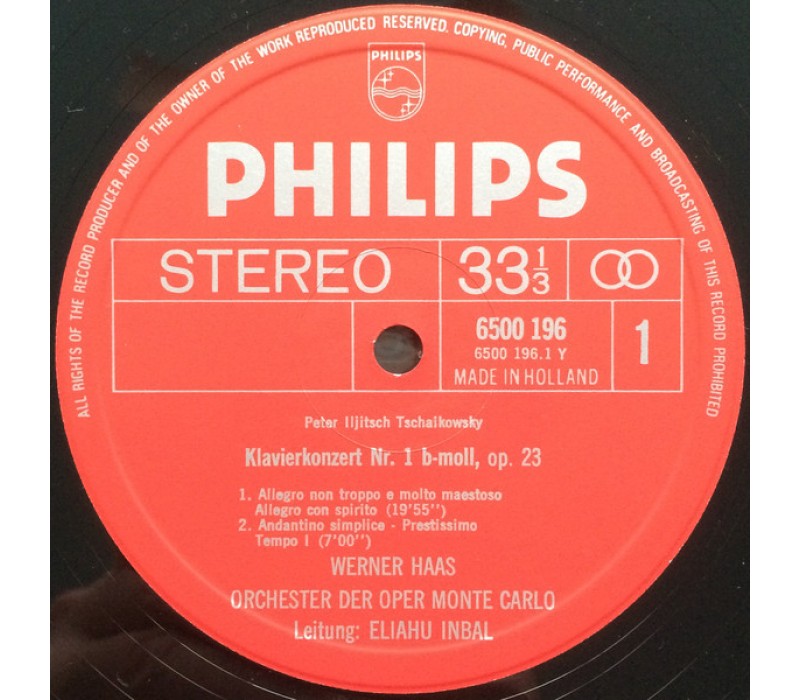 ALL RIGHTS OF THE RECORD PRODUCER AND OF THE OWNER OF THE WORK REPRODUCED RESERVED. COPYING, PUBLIC PERFORMANCE AND BROADCASTING OF THIS RECORD PROHIBITED
PHILIPS
PHILIPS
STEREO 33 1/3
6500 196
6500 196.1 Y
MADE IN HOLLAND
1
Peter Iljitsch Tschaikowsky
Klavierkonzert Nr. 1 b-moll, op. 23
1. Allegro non troppo e molto maestoso
Allegro con spirito (19'55'')
2. Andantino simplice - Prestissimo
Tempo I (7'00'')
WERNER HAAS
ORCHESTER DER OPER MONTE CARLO
Leitung: ELIAHU INBAL